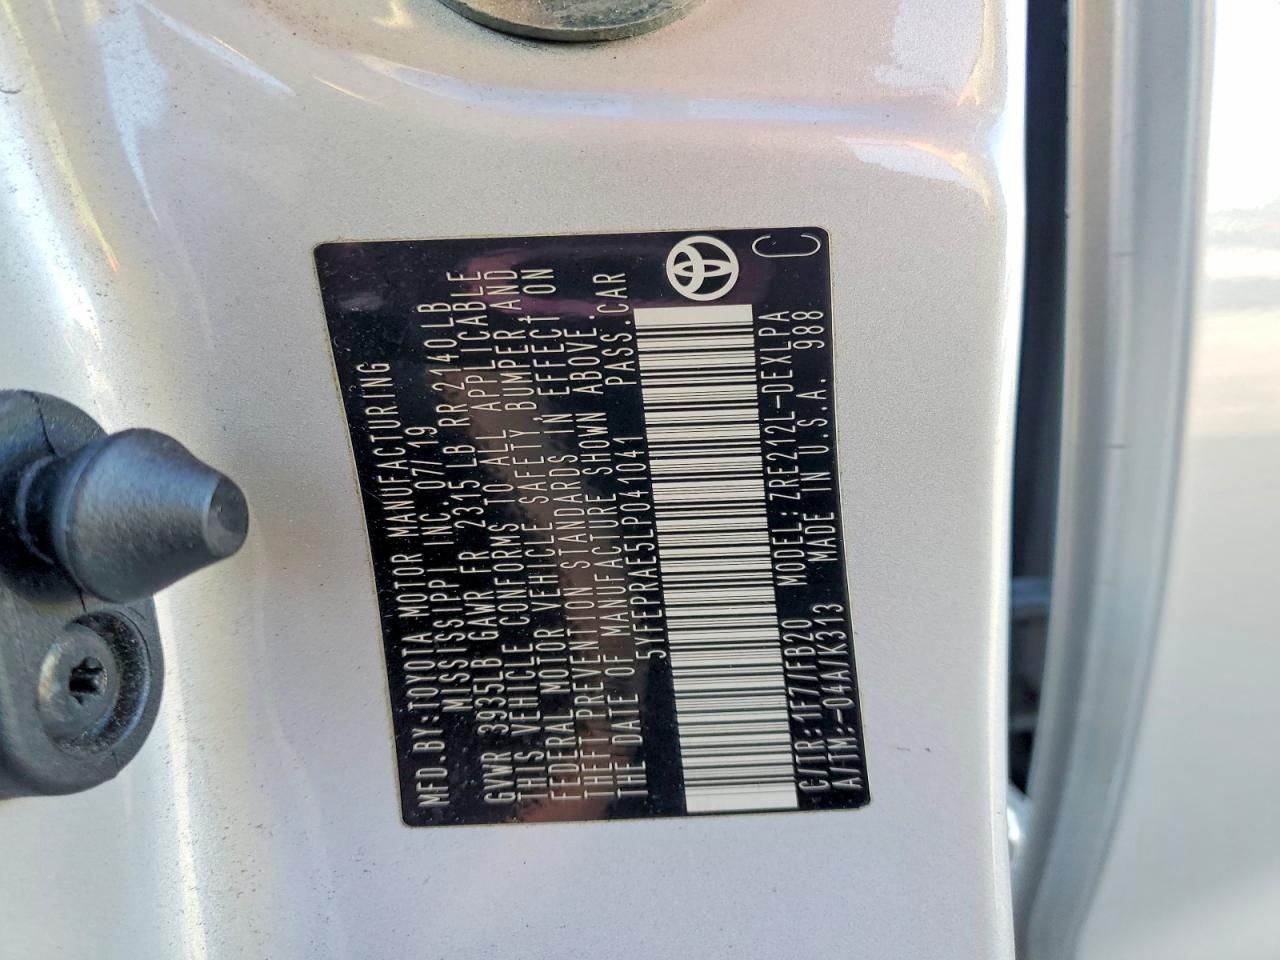 MFD.BY:TOYOTA MOTOR MANUFACTURING
MISSISSIPPI INC. 07/19
GVWR 3935LB GAWR FR 2315 LB RR 2140 LB
THIS VEHICLE CONFORMS TO ALL APPLICABLE
FEDERAL MOTOR VEHICLE SAFETY, BUMPER, AND
THEFT PREVENTION STANDARDS IN EFFECT ON
THE DATE OF MANUFACTURE SHOWN ABOVE.
5YFEPRAE5LP041041 PASS.CAR
C/TR:1F7/FB20 MODEL:ZRE212L-DEXLPA
A/TM:-04A/K313 MADE IN U.S.A. 988
C